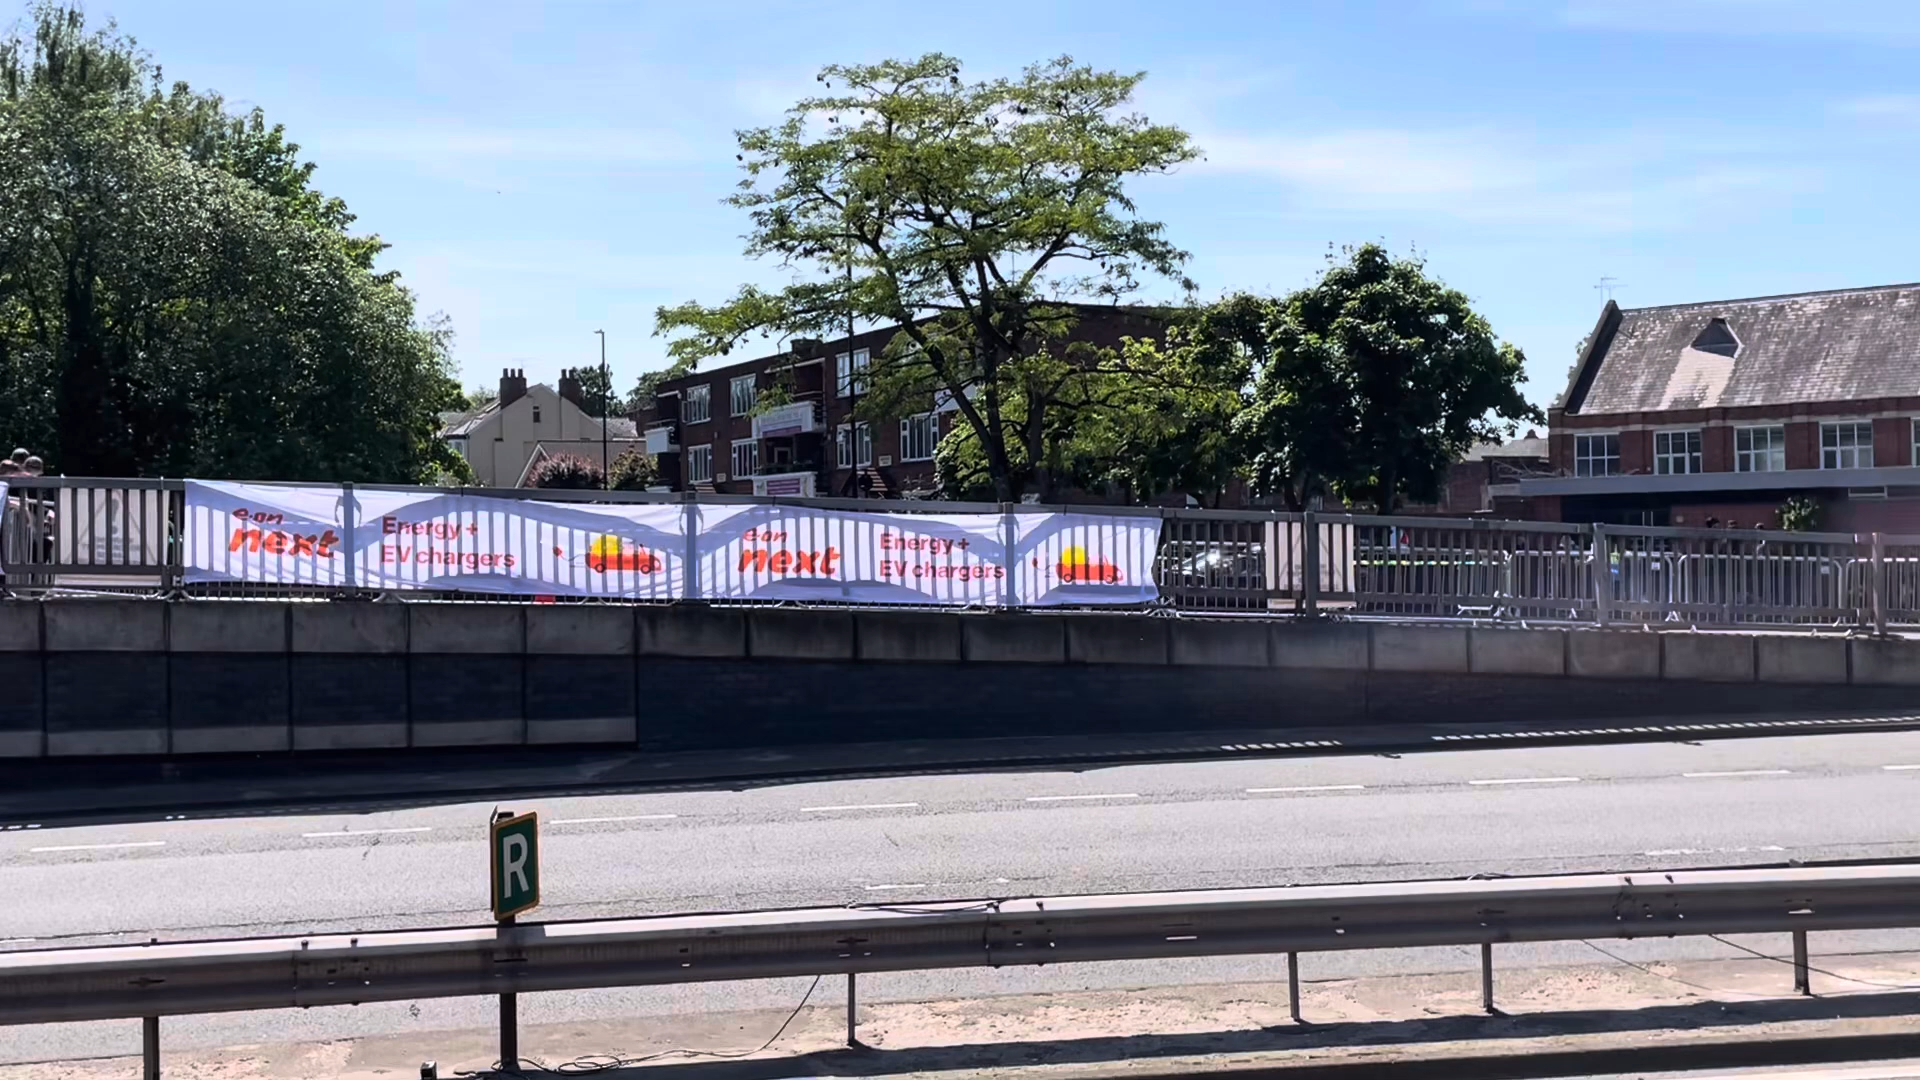 e·on
next
Energy+
EV chargers
e·on
next
Energy+
EV chargers
R